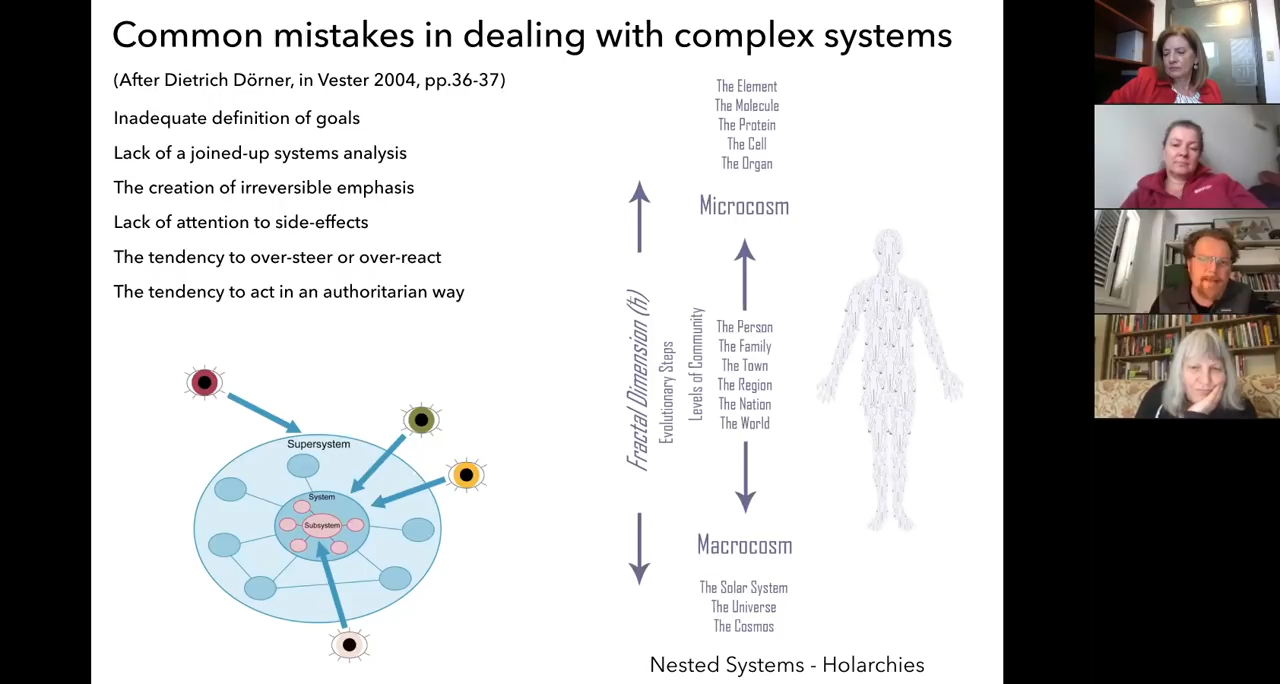 Common mistakes in dealing with complex systems
(After Dietrich Dörner, in Vester 2004, pp.36-37)
Inadequate definition of goals
Lack of a joined-up systems analysis
The creation of irreversible emphasis
Lack of attention to side-effects
The tendency to over-steer or over-react
The tendency to act in an authoritarian way
Supersystem
System
Subsystem
The Element
The Molecule
The Protein
The Cell
The Organ
Microcosm
Fractal Dimension (ħ)
Evolutionary Steps
Levels of Community
The Person
The Family
The Town
The Region
The Nation
The World
Macrocosm
The Solar System
The Universe
The Cosmos
Nested Systems - Holarchies